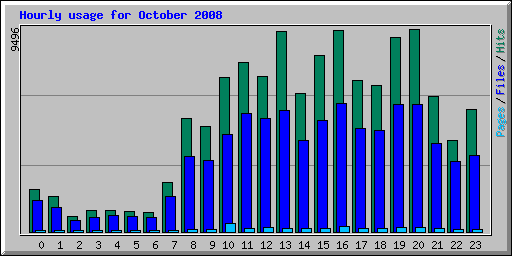 Hourly usage for October 2008
9496
Pages / Files / Hits
0 1 2 3 4 5 6 7 8 9 10 11 12 13 14 15 16 17 18 19 20 21 22 23